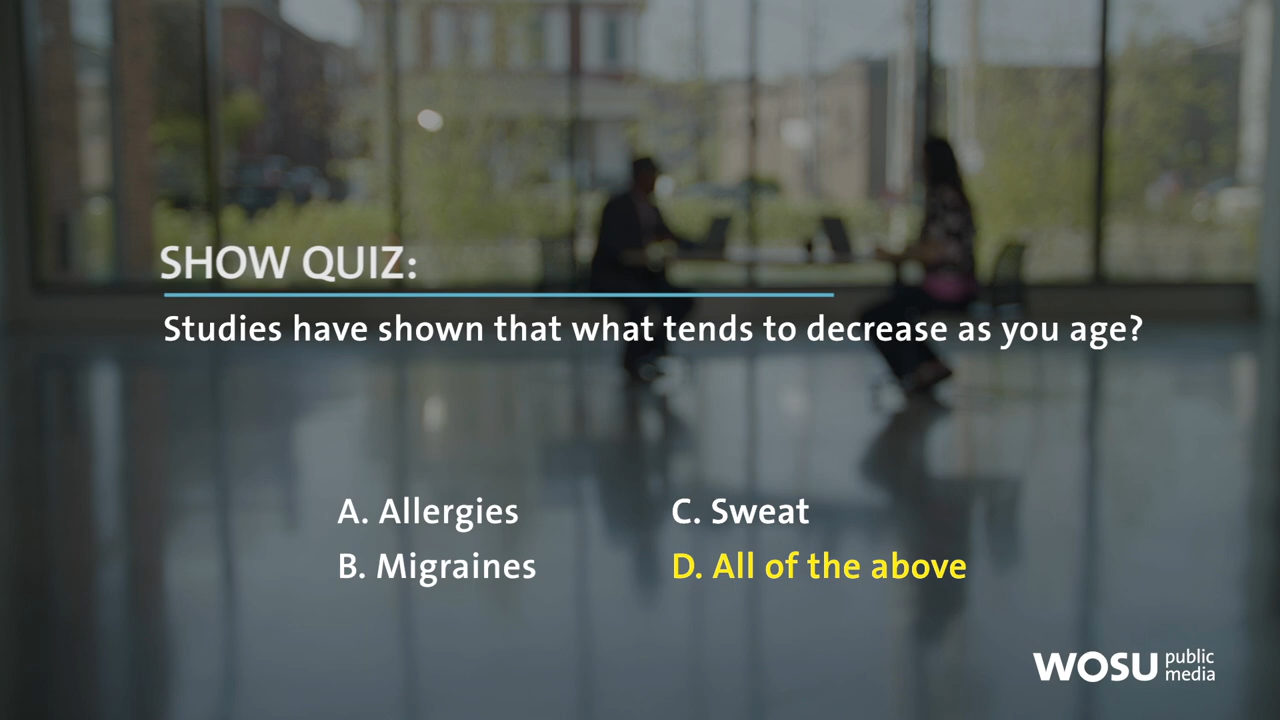 SHOW QUIZ:
Studies have shown that what tends to decrease as you age?
A. Allergies
B. Migraines
C. Sweat
D. All of the above
WOSU public media